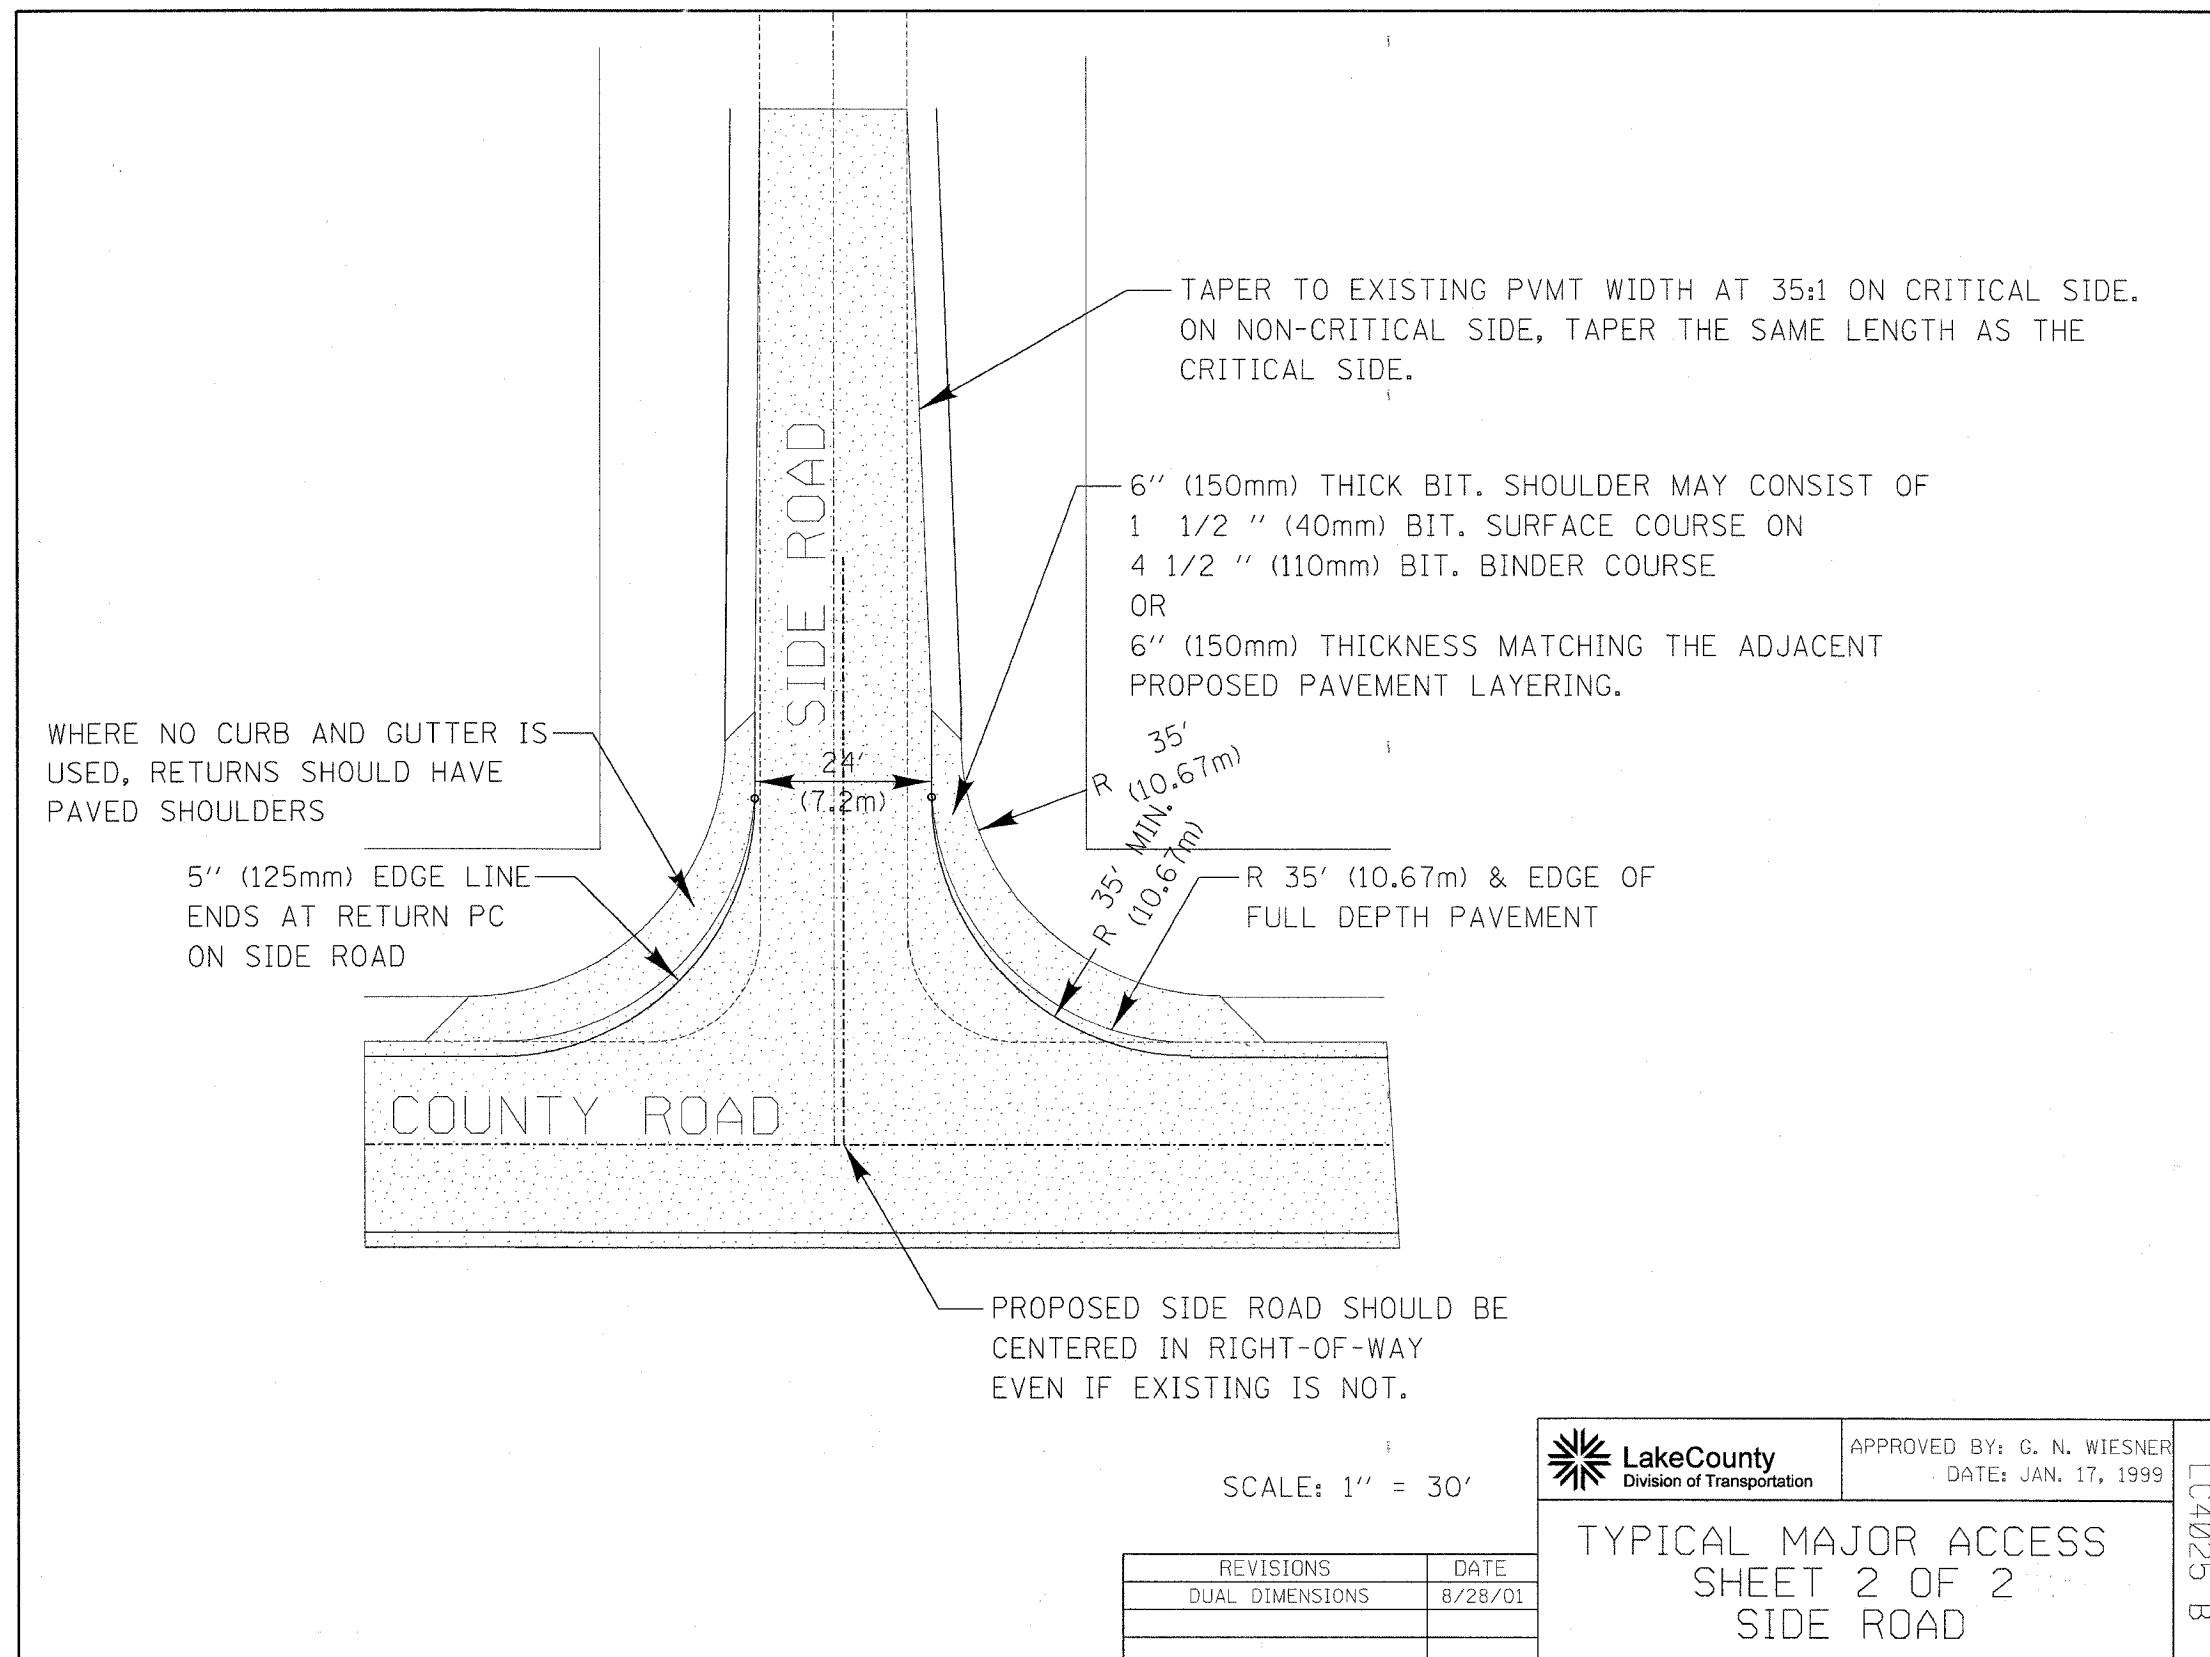 TAPER TO EXISTING PVMT WIDTH AT 35:1 ON CRITICAL SIDE.
ON NON-CRITICAL SIDE, TAPER THE SAME LENGTH AS THE
CRITICAL SIDE.
SIDE ROAD
6'' (150mm) THICK BIT. SHOULDER MAY CONSIST OF
1 1/2 '' (40mm) BIT. SURFACE COURSE ON
4 1/2 '' (110mm) BIT. BINDER COURSE
OR
6'' (150mm) THICKNESS MATCHING THE ADJACENT
PROPOSED PAVEMENT LAYERING.
WHERE NO CURB AND GUTTER IS
USED, RETURNS SHOULD HAVE
PAVED SHOULDERS
24'
(7.2m)
R 35'
(10.67m)
R 35' MIN.
(10.67m)
5'' (125mm) EDGE LINE
ENDS AT RETURN PC
ON SIDE ROAD
R 35' (10.67m) & EDGE OF
FULL DEPTH PAVEMENT
COUNTY ROAD
PROPOSED SIDE ROAD SHOULD BE
CENTERED IN RIGHT-OF-WAY
EVEN IF EXISTING IS NOT.
SCALE: 1'' = 30'
LakeCounty
Division of Transportation
APPROVED BY: G. N. WIESNER
DATE: JAN. 17, 1999
TYPICAL MAJOR ACCESS
SHEET 2 OF 2
SIDE ROAD
LC4025 B
REVISIONS DATE
DUAL DIMENSIONS 8/28/01